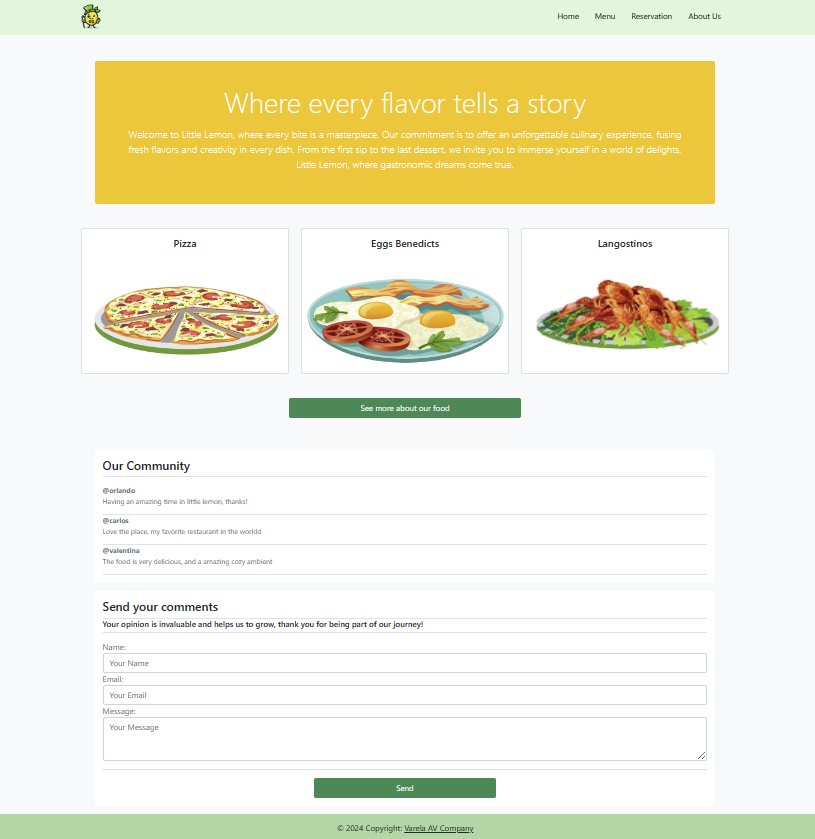 Home Menu Reservation About Us
Where every flavor tells a story
Welcome to Little Lemon, where every bite is a masterpiece. Our commitment is to offer an unforgettable culinary experience, fusing
fresh flavors and creativity in every dish. From the first sip to the last dessert, we invite you to immerse yourself in a world of delights.
Little Lemon, where gastronomic dreams come true.
Pizza
Eggs Benedicts
Langostinos
See more about our food
Our Community
@orlando
Having an amazing time in little lemon, thanks!
@carlos
Love the place, my favorite restaurant in the worldd
@valentina
The food is very delicious, and a amazing cozy ambient
Send your comments
Your opinion is invaluable and helps us to grow, thank you for being part of our journey!
Name:
Your Name
Email:
Your Email
Message:
Your Message
Send
© 2024 Copyright: Varela AV Company